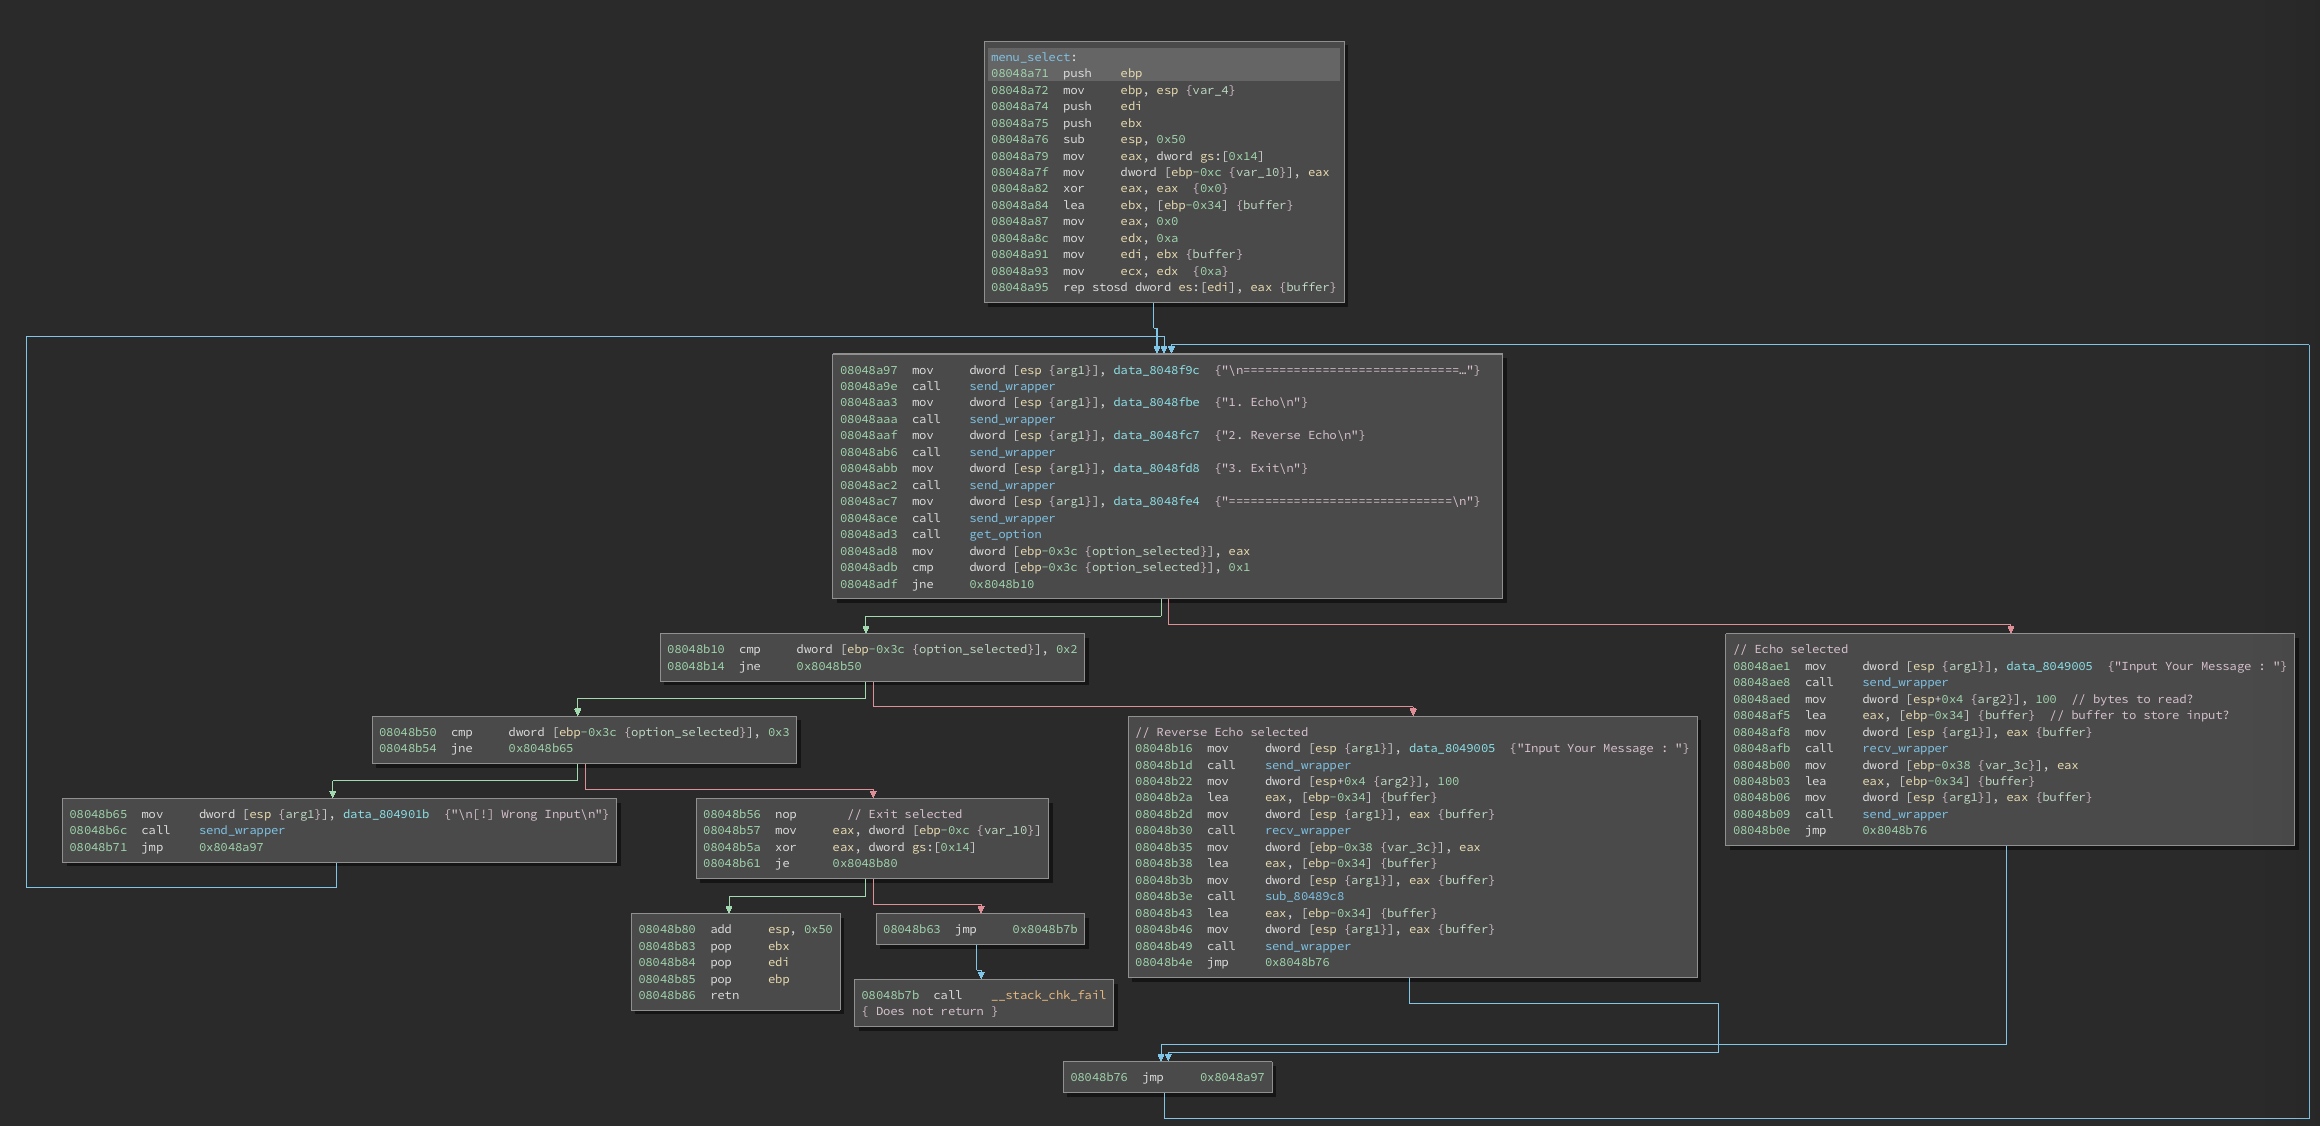 menu_select:
08048a71 push ebp
08048a72 mov ebp, esp {var_4}
08048a74 push edi
08048a75 push ebx
08048a76 sub esp, 0x50
08048a79 mov eax, dword gs:[0x14]
08048a7f mov dword [ebp-0xc {var_10}], eax
08048a82 xor eax, eax {0x0}
08048a84 lea ebx, [ebp-0x34] {buffer}
08048a87 mov eax, 0x0
08048a8c mov edx, 0xa
08048a91 mov edi, ebx {buffer}
08048a93 mov ecx, edx {0xa}
08048a95 rep stosd dword es:[edi], eax {buffer}
08048a97 mov dword [esp {arg1}], data_8048f9c {"\n==============================…"}
08048a9e call send_wrapper
08048aa3 mov dword [esp {arg1}], data_8048fbe {"1. Echo\n"}
08048aaa call send_wrapper
08048aaf mov dword [esp {arg1}], data_8048fc7 {"2. Reverse Echo\n"}
08048ab6 call send_wrapper
08048abb mov dword [esp {arg1}], data_8048fd8 {"3. Exit\n"}
08048ac2 call send_wrapper
08048ac7 mov dword [esp {arg1}], data_8048fe4 {"===============================\n"}
08048ace call send_wrapper
08048ad3 call get_option
08048ad8 mov dword [ebp-0x3c {option_selected}], eax
08048adb cmp dword [ebp-0x3c {option_selected}], 0x1
08048adf jne 0x8048b10
08048b10 cmp dword [ebp-0x3c {option_selected}], 0x2
08048b14 jne 0x8048b50
// Echo selected
08048ae1 mov dword [esp {arg1}], data_8049005 {"Input Your Message : "}
08048ae8 call send_wrapper
08048aed mov dword [esp+0x4 {arg2}], 100 // bytes to read?
08048af5 lea eax, [ebp-0x34] {buffer} // buffer to store input?
08048af8 mov dword [esp {arg1}], eax {buffer}
08048afb call recv_wrapper
08048b00 mov dword [ebp-0x38 {var_3c}], eax
08048b03 lea eax, [ebp-0x34] {buffer}
08048b06 mov dword [esp {arg1}], eax {buffer}
08048b09 call send_wrapper
08048b0e jmp 0x8048b76
08048b50 cmp dword [ebp-0x3c {option_selected}], 0x3
08048b54 jne 0x8048b65
// Reverse Echo selected
08048b16 mov dword [esp {arg1}], data_8049005 {"Input Your Message : "}
08048b1d call send_wrapper
08048b22 mov dword [esp+0x4 {arg2}], 100
08048b2a lea eax, [ebp-0x34] {buffer}
08048b2d mov dword [esp {arg1}], eax {buffer}
08048b30 call recv_wrapper
08048b35 mov dword [ebp-0x38 {var_3c}], eax
08048b38 lea eax, [ebp-0x34] {buffer}
08048b3b mov dword [esp {arg1}], eax {buffer}
08048b3e call sub_80489c8
08048b43 lea eax, [ebp-0x34] {buffer}
08048b46 mov dword [esp {arg1}], eax {buffer}
08048b49 call send_wrapper
08048b4e jmp 0x8048b76
08048b65 mov dword [esp {arg1}], data_804901b {"\n[!] Wrong Input\n"}
08048b6c call send_wrapper
08048b71 jmp 0x8048a97
08048b56 nop // Exit selected
08048b57 mov eax, dword [ebp-0xc {var_10}]
08048b5a xor eax, dword gs:[0x14]
08048b61 je 0x8048b80
08048b80 add esp, 0x50
08048b83 pop ebx
08048b84 pop edi
08048b85 pop ebp
08048b86 retn
08048b63 jmp 0x8048b7b
08048b7b call __stack_chk_fail
{ Does not return }
08048b76 jmp 0x8048a97